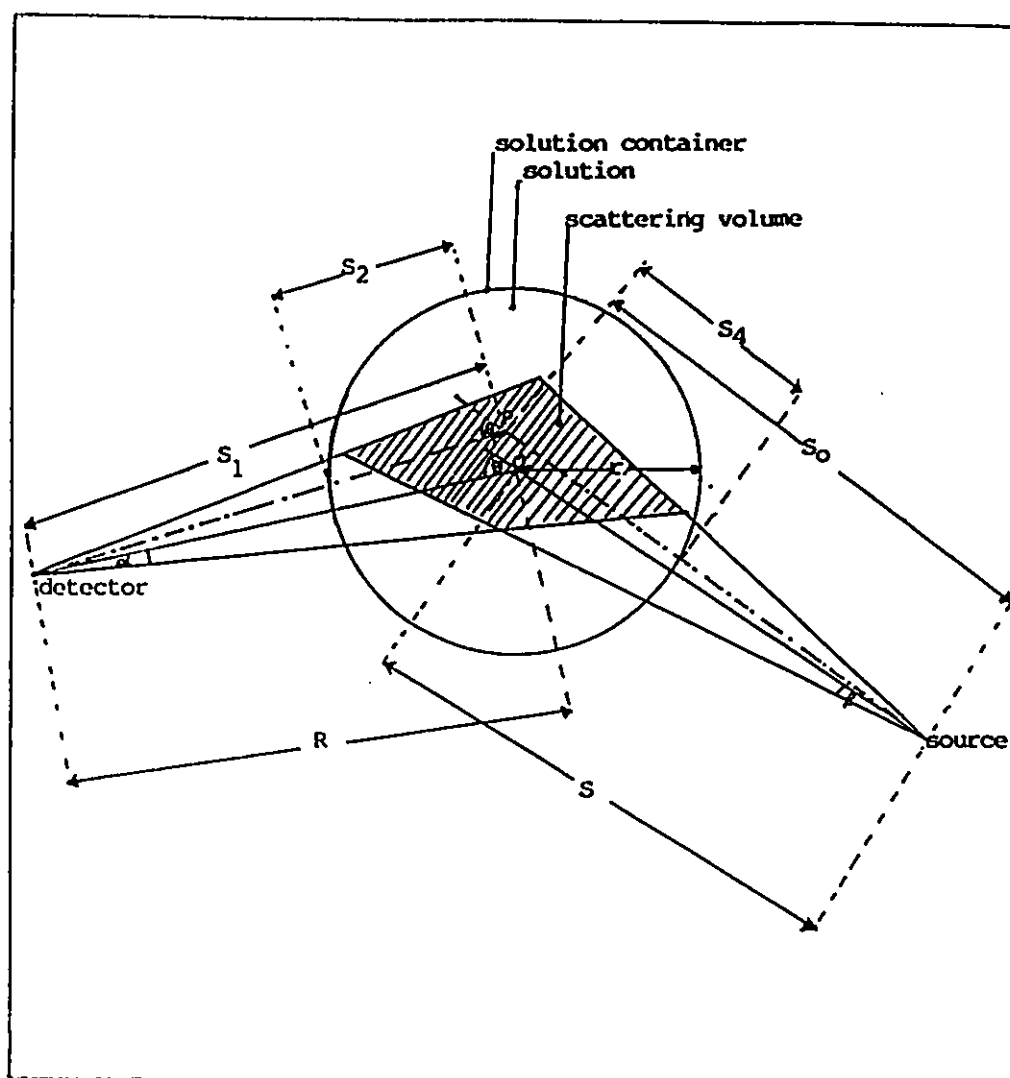 solution container
solution
scattering volume
S2
S4
S1
So
r
θ
α
detector
R
S
source